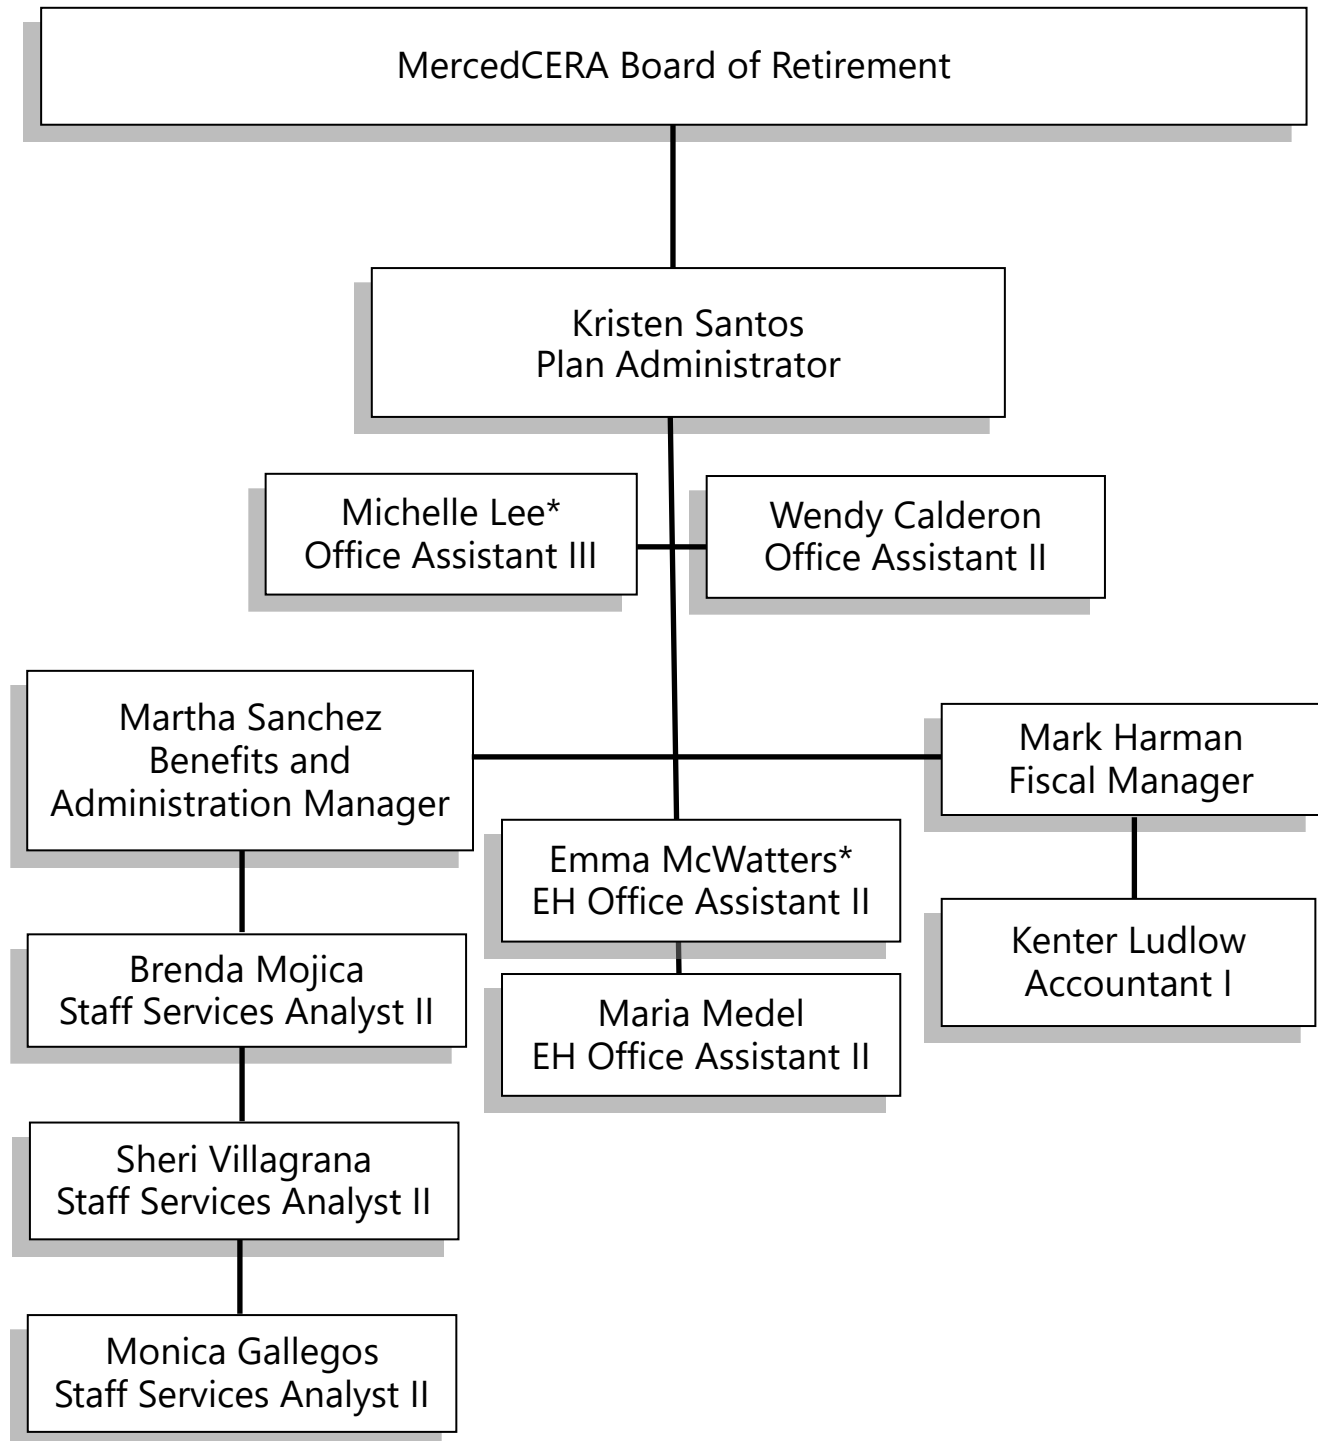 MercedCERA Board of Retirement
Kristen Santos
Plan Administrator
Michelle Lee*
Office Assistant III
Wendy Calderon
Office Assistant II
Martha Sanchez
Benefits and
Administration Manager
Mark Harman
Fiscal Manager
Emma McWatters*
EH Office Assistant II
Kenter Ludlow
Accountant I
Brenda Mojica
Staff Services Analyst II
Maria Medel
EH Office Assistant II
Sheri Villagrana
Staff Services Analyst II
Monica Gallegos
Staff Services Analyst II